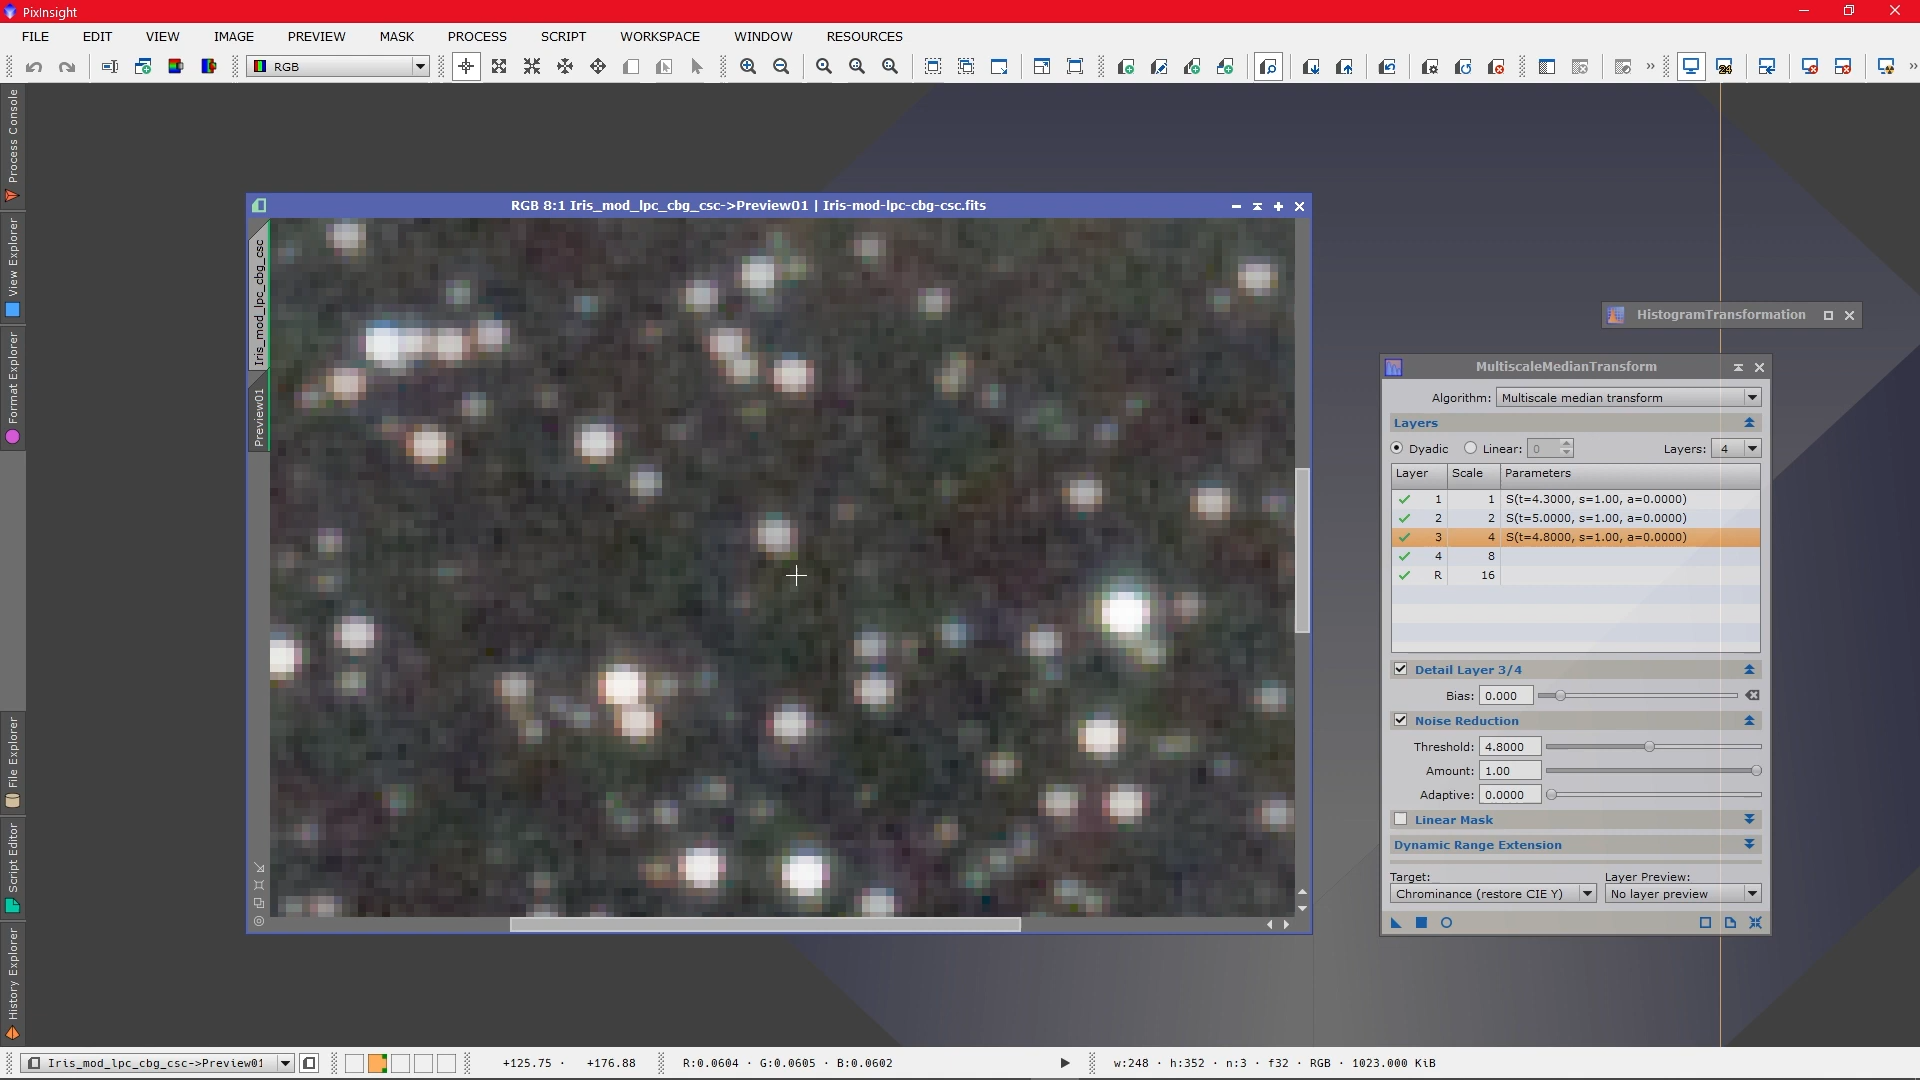 PixInsight
FILE EDIT VIEW IMAGE PREVIEW MASK PROCESS SCRIPT WORKSPACE WINDOW RESOURCES
RGB
24
Process Console
View Explorer
Format Explorer
File Explorer
Script Editor
History Explorer
RGB 8:1 Iris_mod_lpc_cbg_csc->Preview01 | Iris-mod-lpc-cbg-csc.fits
Iris_mod_lpc_cbg_csc
Preview01
HistogramTransformation
MultiscaleMedianTransform
Algorithm: Multiscale median transform
Layers
Dyadic Linear: 0 Layers: 4
Layer Scale Parameters
1 1 S(t=4.3000, s=1.00, a=0.0000)
2 2 S(t=5.0000, s=1.00, a=0.0000)
3 4 S(t=4.8000, s=1.00, a=0.0000)
4 8
R 16
Detail Layer 3/4
Bias: 0.000
Noise Reduction
Threshold: 4.8000
Amount: 1.00
Adaptive: 0.0000
Linear Mask
Dynamic Range Extension
Target: Layer Preview:
Chrominance (restore CIE Y) No layer preview
Iris_mod_lpc_cbg_csc->Preview01 +125.75 · +176.88 R:0.0604 · G:0.0605 · B:0.0602 w:248 · h:352 · n:3 · f32 · RGB · 1023.000 KiB